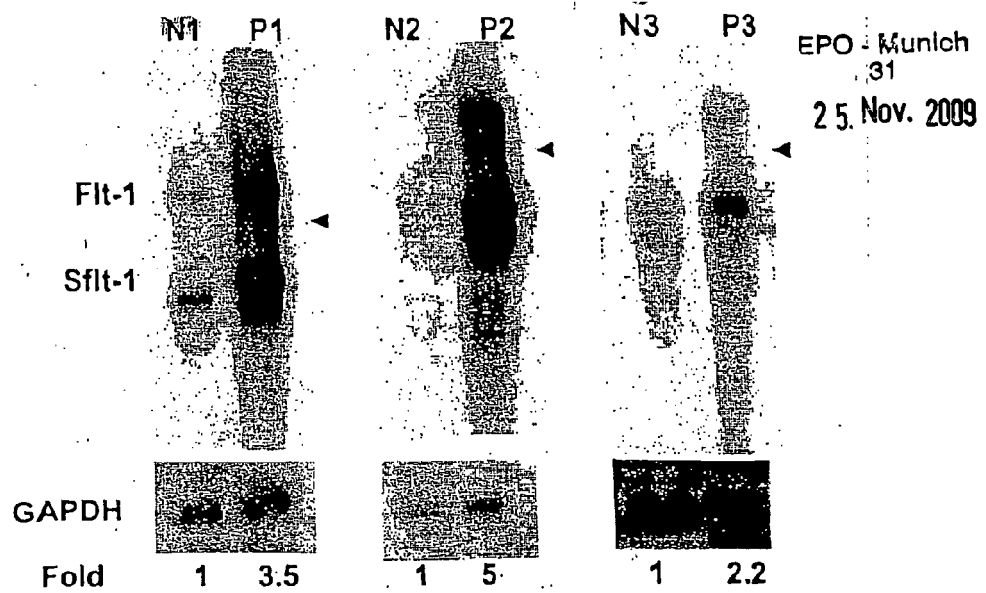 N1 P1 N2 P2 N3 P3
EPO - Munich
31
25. Nov. 2009
Flt-1
Sflt-1
GAPDH
Fold 1 3.5 1 5 1 2.2